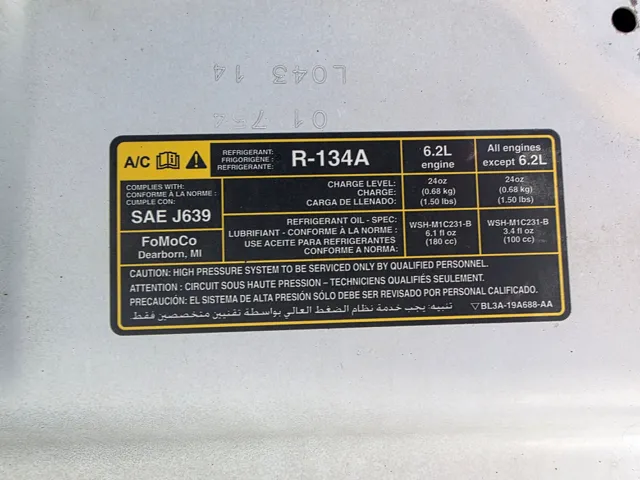 L043 14
01 7-4
A/C
REFRIGERANT:
FRIGORIGÈNE :
REFRIGERANTE:
R-134A
6.2L
engine
All engines
except 6.2L
COMPLIES WITH:
CONFORME À LA NORME :
CUMPLE CON:
SAE J639
FoMoCo
Dearborn, MI
CHARGE LEVEL:
CHARGE:
CARGA DE LLENADO:
24oz
(0.68 kg)
(1.50 lbs)
24oz
(0.68 kg)
(1.50 lbs)
REFRIGERANT OIL - SPEC:
LUBRIFIANT - CONFORME À LA NORME :
USE ACEITE PARA REFRIGERANTES
CONFORME A NORMA:
WSH-M1C231-B
6.1 fl oz
(180 cc)
WSH-M1C231-B
3.4 fl oz
(100 cc)
CAUTION: HIGH PRESSURE SYSTEM TO BE SERVICED ONLY BY QUALIFIED PERSONNEL.
ATTENTION : CIRCUIT SOUS HAUTE PRESSION – TECHNICIENS QUALIFIÉS SEULEMENT.
PRECAUCIÓN: EL SISTEMA DE ALTA PRESIÓN SÓLO DEBE SER REVISADO POR PERSONAL CALIFICADO.
تنبيه: يجب خدمة نظام الضغط العالي بواسطة تقنيين متخصصين فقط
▽BL3A-19A688-AA